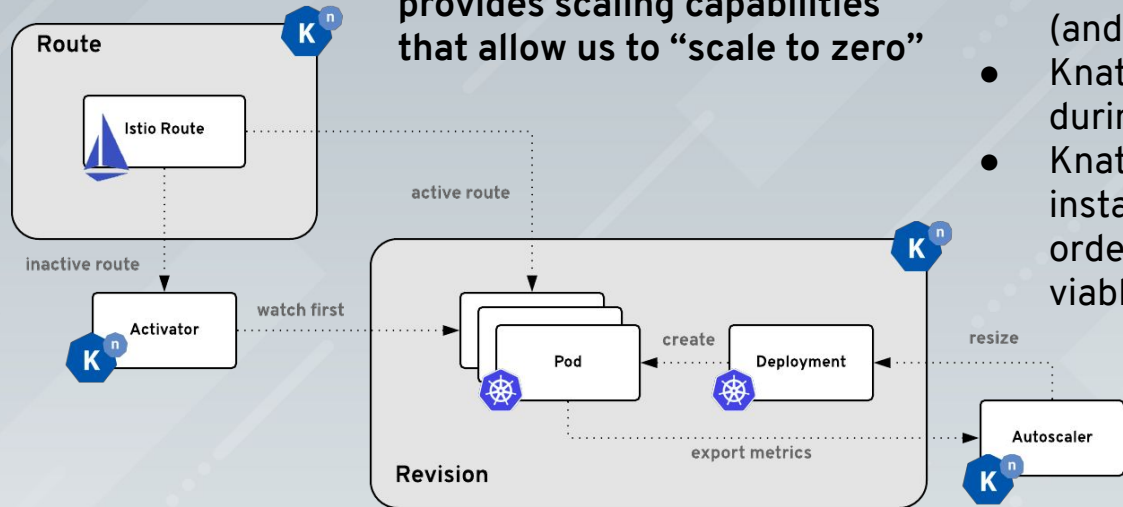 provides scaling capabilities
that allow us to “scale to zero”
(and
● Knat
durin
● Knat
insta
orde
viabl
Route
K n
Istio Route
active route
inactive route
K n
Activator
K n
watch first
Pod
create
Deployment
resize
export metrics
Autoscaler
K n
Revision